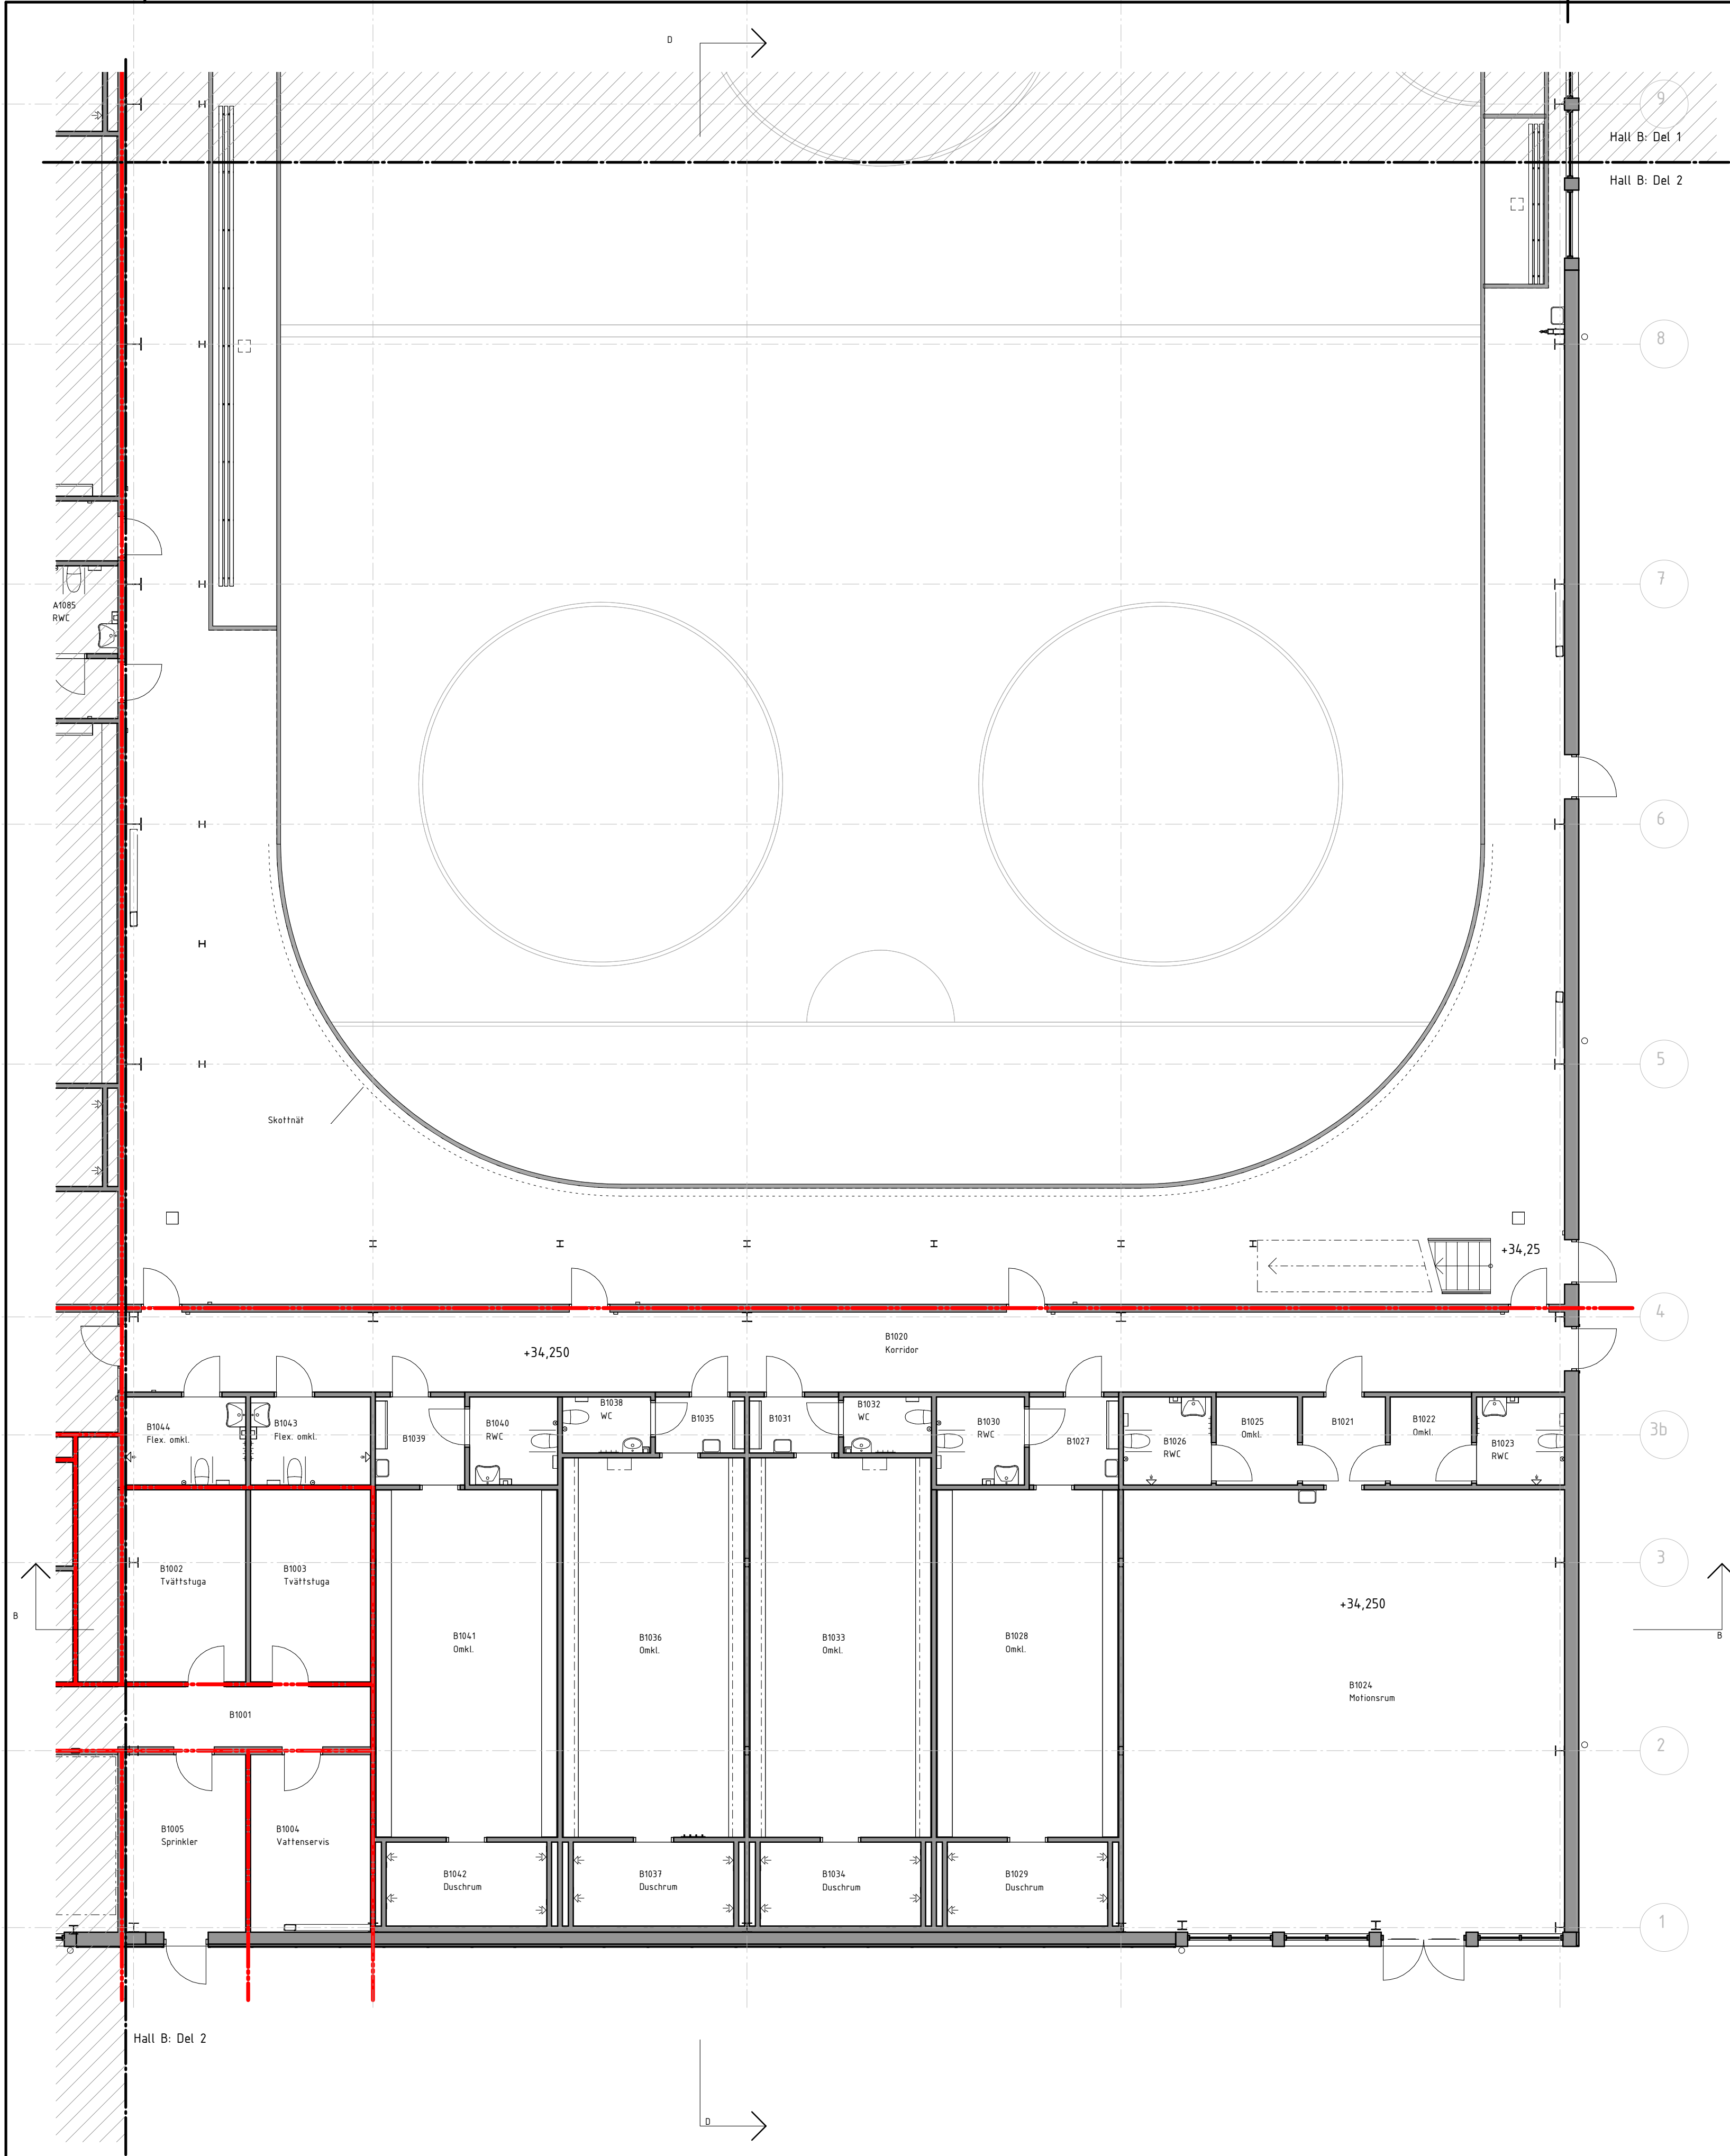 D
9
Hall B: Del 1
Hall B: Del 2
8
7
A1085
RWC
6
5
Skottnät
+34,25
4
B1020
Korridor
+34,250
B1044
Flex. omkl.
B1043
Flex. omkl.
B1039
B1040
RWC
B1038
WC
B1035
B1031
B1032
WC
B1030
RWC
B1027
B1026
RWC
B1025
Omkl.
B1021
B1022
Omkl.
B1023
RWC
3b
B1002
Tvättstuga
B1003
Tvättstuga
3
+34,250
B
B
B1041
Omkl.
B1036
Omkl.
B1033
Omkl.
B1028
Omkl.
B1024
Motionsrum
B1001
2
B1005
Sprinkler
B1004
Vattenservis
B1042
Duschrum
B1037
Duschrum
B1034
Duschrum
B1029
Duschrum
1
Hall B: Del 2
D